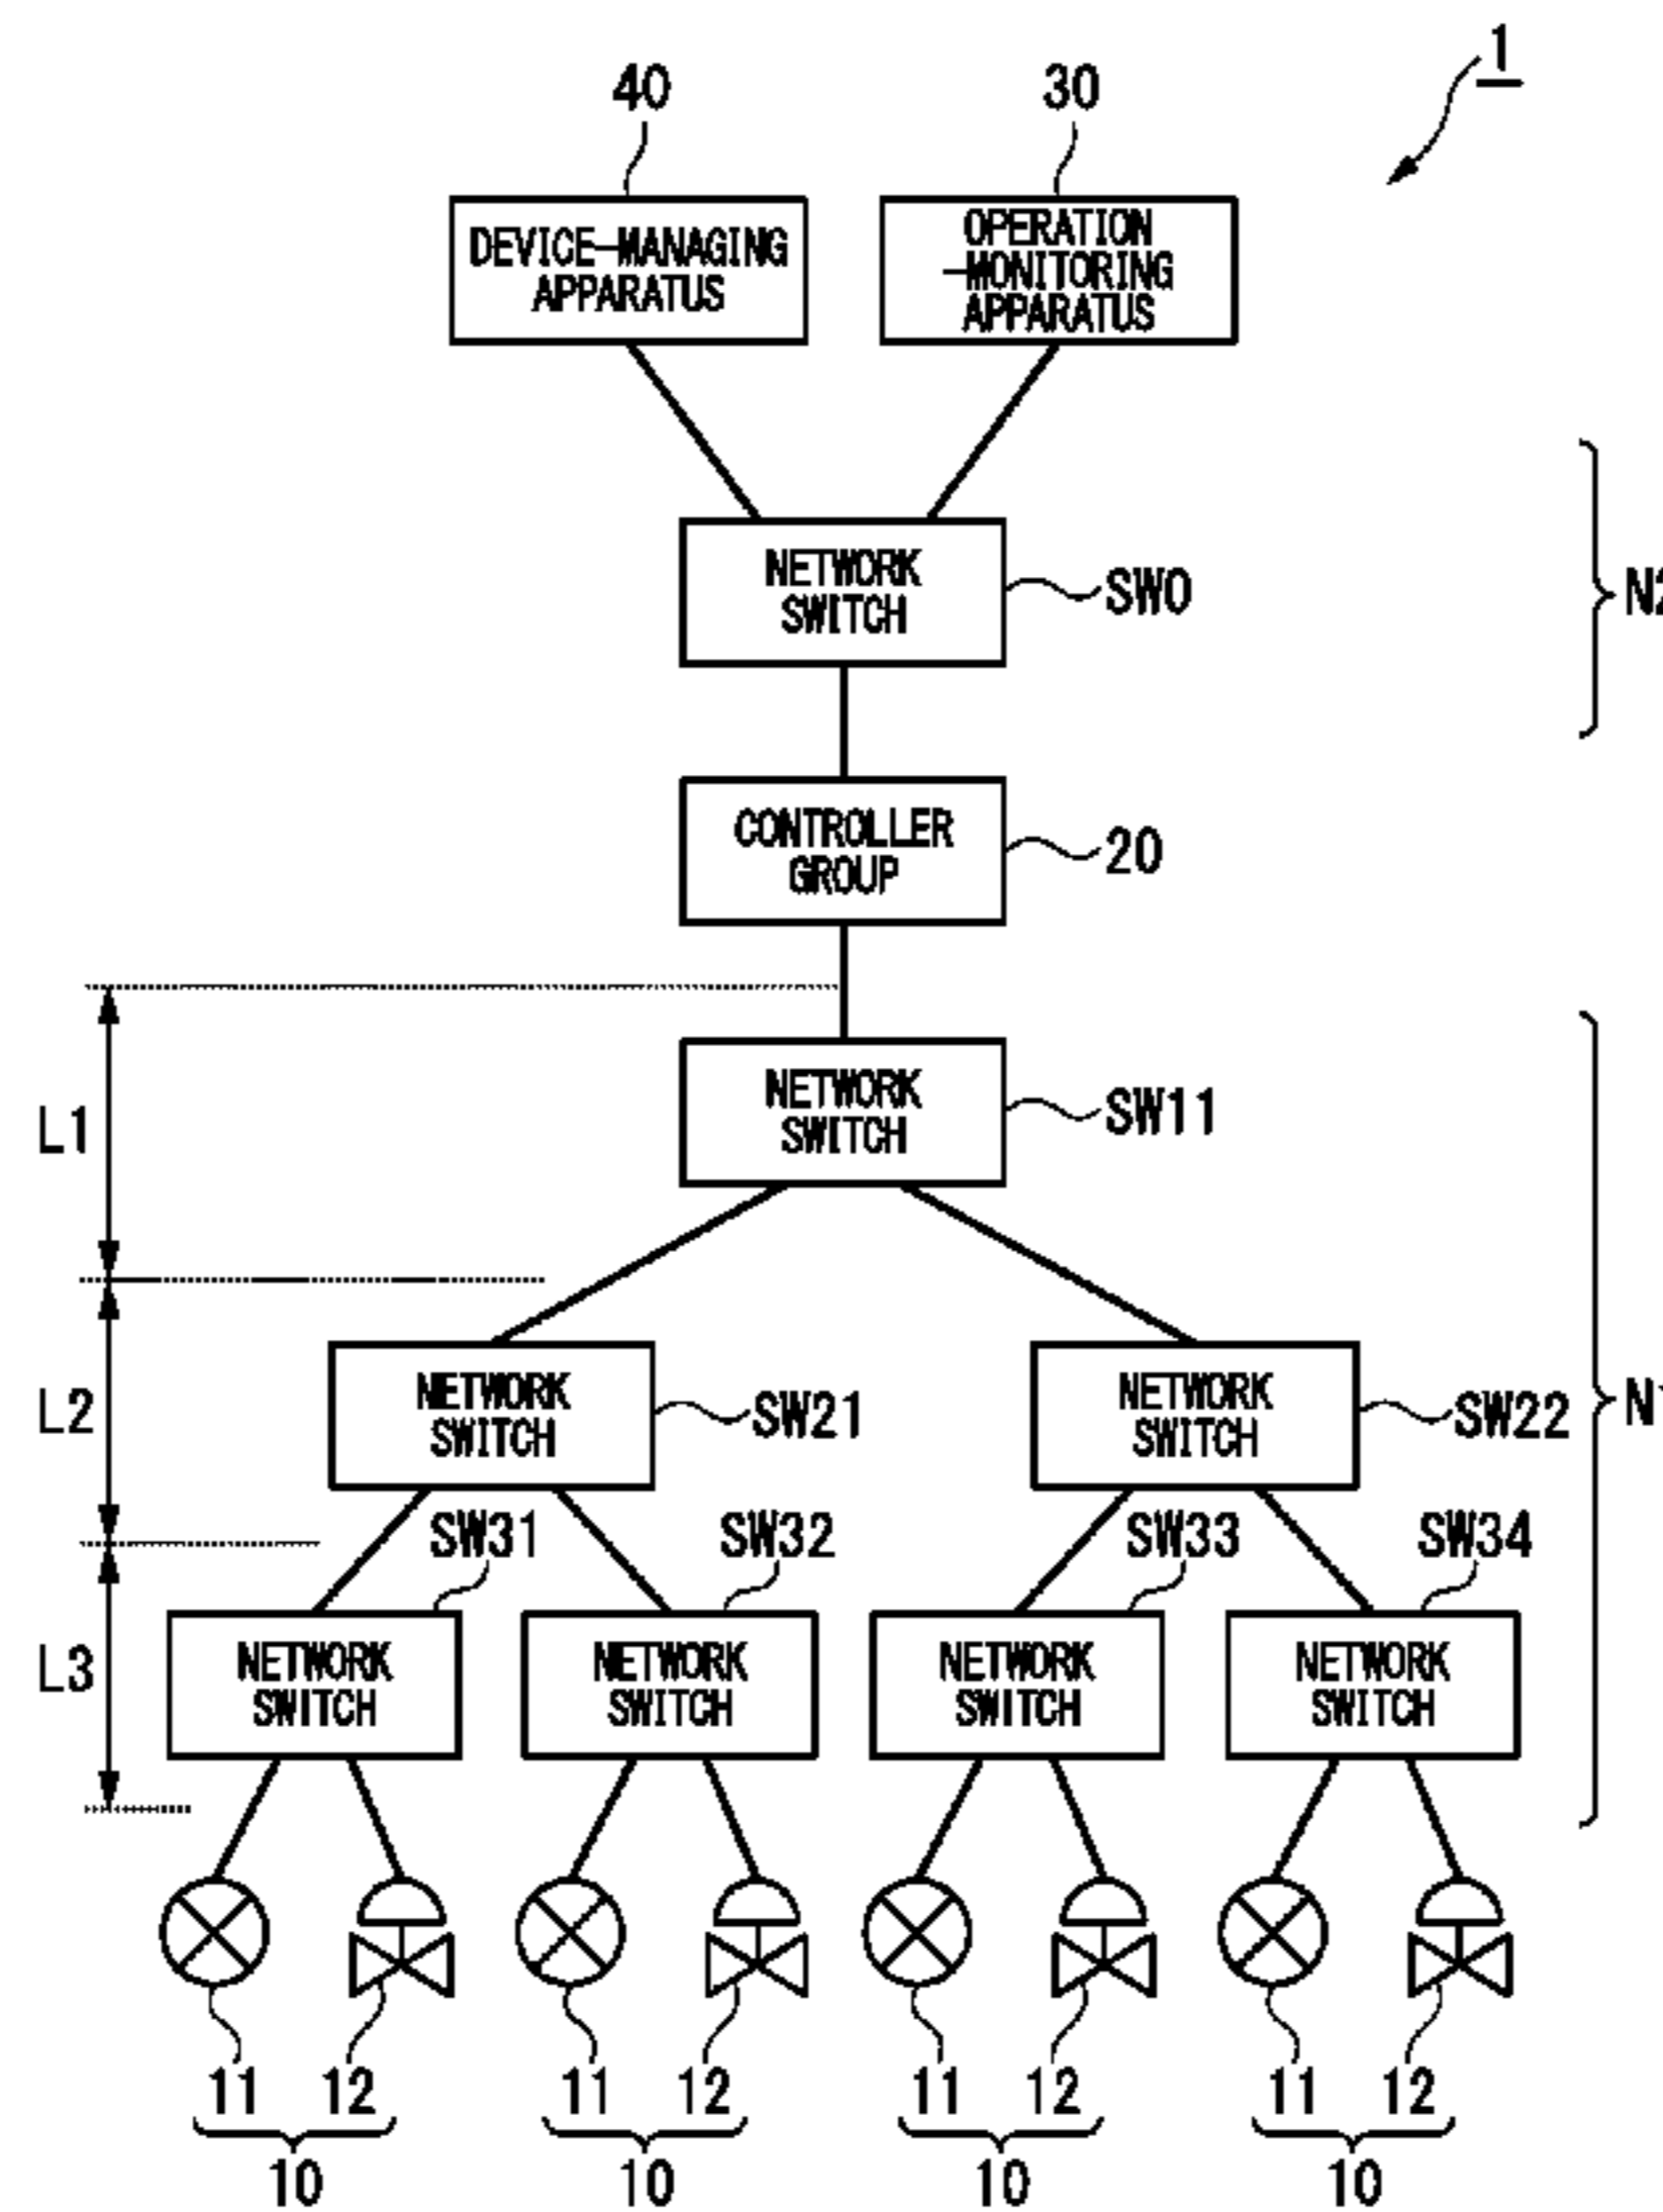 1
40
30
DEVICE-MANAGING
APPARATUS
OPERATION
-MONITORING
APPARATUS
NETWORK
SWITCH
SW0
N2
CONTROLLER
GROUP
20
L1
NETWORK
SWITCH
SW11
L2
NETWORK
SWITCH
SW21
NETWORK
SWITCH
SW22
N1
SW31
SW32
SW33
SW34
L3
NETWORK
SWITCH
NETWORK
SWITCH
NETWORK
SWITCH
NETWORK
SWITCH
11 12 11 12 11 12 11 12
10 10 10 10